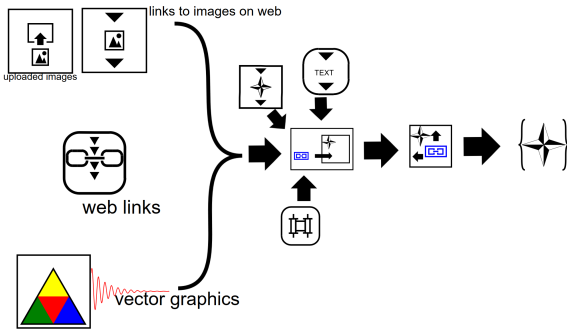 links to images on web
uploaded images
TEXT
web links
vector graphics